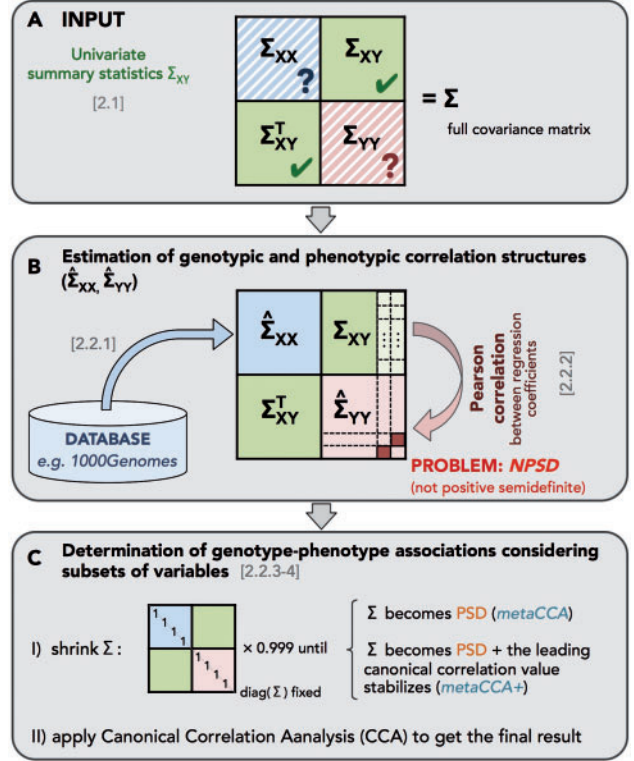 A INPUT
Univariate
summary statistics Σ_XY
[2.1]
Σ_XX
?
Σ_XY
✓
Σ^T_XY
✓
Σ_YY
?
= Σ
full covariance matrix
B Estimation of genotypic and phenotypic correlation structures
(Σ̂_XX, Σ̂_YY)
[2.2.1]
DATABASE
e.g. 1000Genomes
Σ̂_XX
Σ_XY
Σ^T_XY
Σ̂_YY
Pearson
correlation
between regression
coefficients
[2.2.2]
PROBLEM: NPSD
(not positive semidefinite)
C Determination of genotype-phenotype associations considering
subsets of variables [2.2.3-4]
I) shrink Σ :
1 1 1 1
1 1 1 1
× 0.999 until
diag(Σ) fixed
Σ becomes PSD (metaCCA)
Σ becomes PSD + the leading
canonical correlation value
stabilizes (metaCCA+)
II) apply Canonical Correlation Aanalysis (CCA) to get the final result